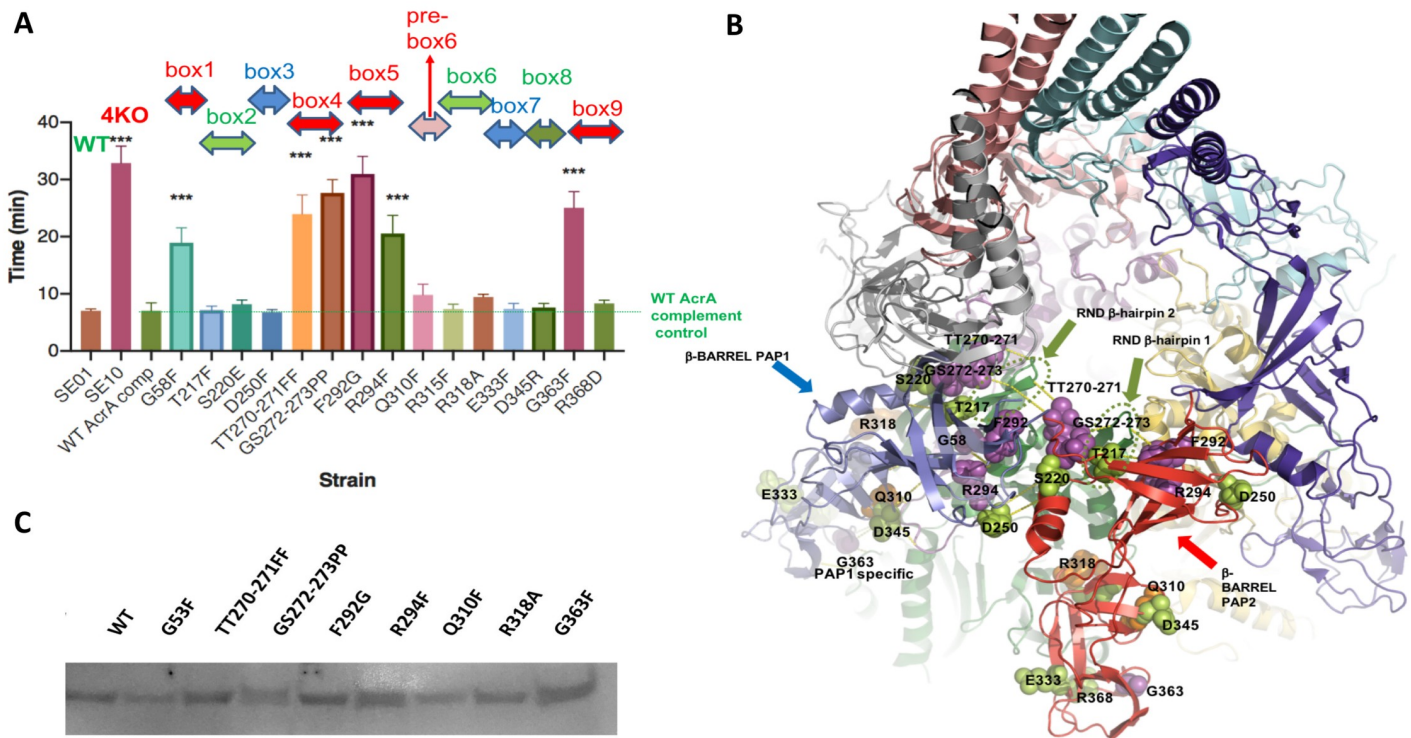 A
pre-
box6
box1
box3
box5
box6
box8
box2
box4
box7
box9
40
30
20
10
0
Time (min)
WT
4KO
***
***
***
***
***
***
***
WT AcrA
complement
control
SE01
SE10
WT AcrA comp
G58F
T217F
S220E
D250F
TT270-271FF
GS272-273PP
F292G
R294F
Q310F
R315F
R318A
E333F
D345R
G363F
R368D
Strain
B
RND β-hairpin 2
RND β-hairpin 1
β-BARREL PAP1
TT270-271
S220
GS272-273
TT270-271
T217
R318
G58
F292
GS272-273
F292
T217
S220
R294
R294
E333
Q310
D250
D250
D345
G363
PAP1 specific
R318
Q310
β-
BARREL
PAP2
D345
E333
R368
G363
C
WT
G53F
TT270-271FF
GS272-273PP
F292G
R294F
Q310F
R318A
G363F